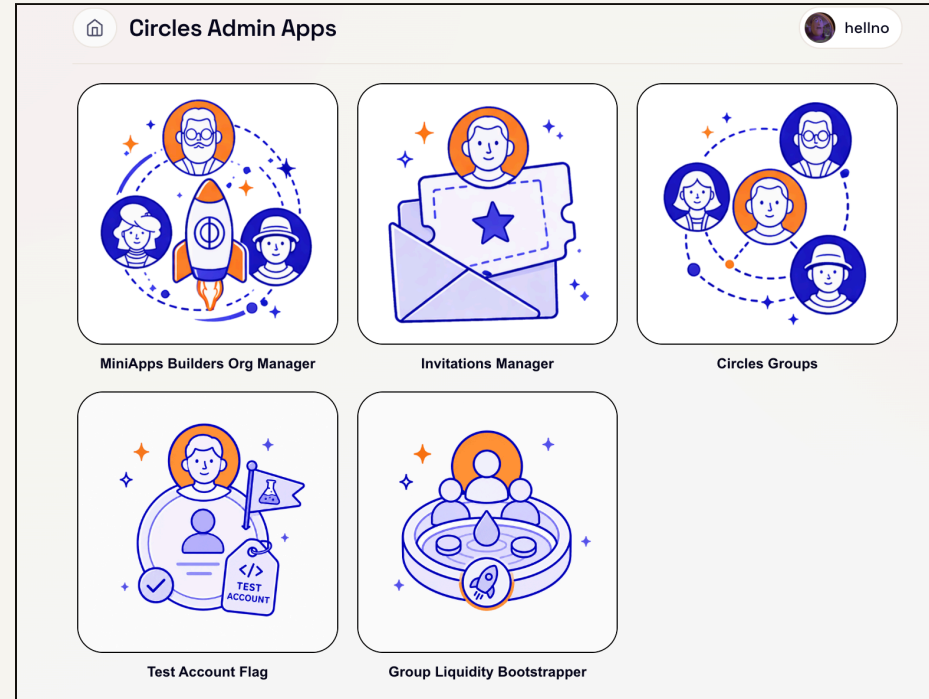 Circles Admin Apps
hellno
MiniApps Builders Org Manager
Invitations Manager
Circles Groups
</>
TEST
ACCOUNT
Test Account Flag
Group Liquidity Bootstrapper